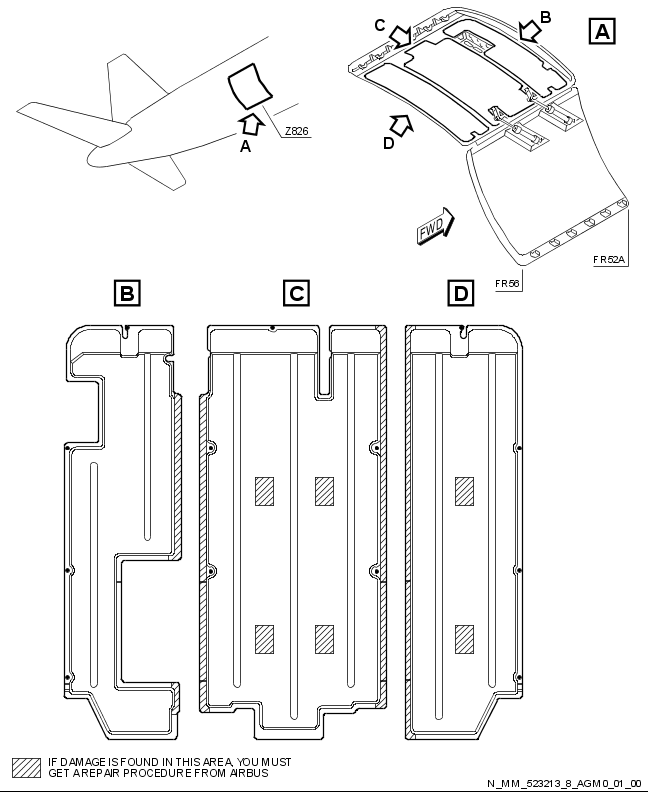 C
B
A
Z826
A
D
FWD
FR52A
FR56
B
C
D
IF DAMAGE IS FOUND IN THIS AREA, YOU MUST
GET A REPAIR PROCEDURE FROM AIRBUS
N_MM_523213_8_AGM0_01_00